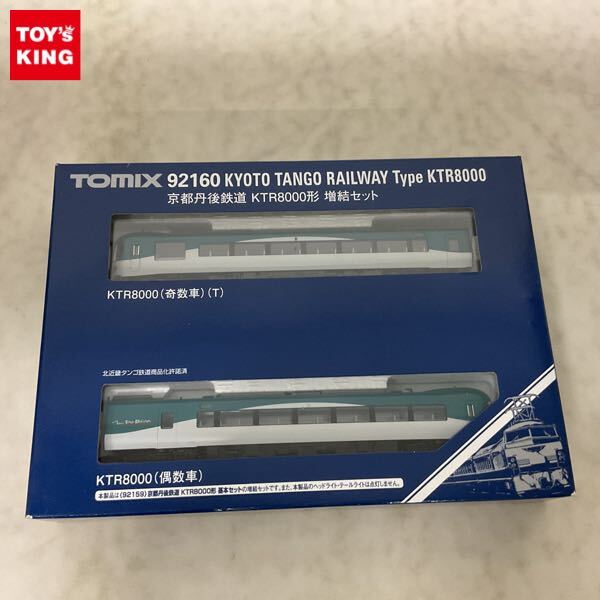 TOY's
KING
TOMIX 92160 KYOTO TANGO RAILWAY Type KTR8000
京都丹後鉄道 KTR8000形 増結セット
KTR8000(奇数車)(T)
北近畿タンゴ鉄道商品化許諾済
KTR8000(偶数車)
本製品は〈92159〉京都丹後鉄道 KTR8000形 基本セットの増結セットです。また、本製品のヘッドライト・テールライトは点灯しません。